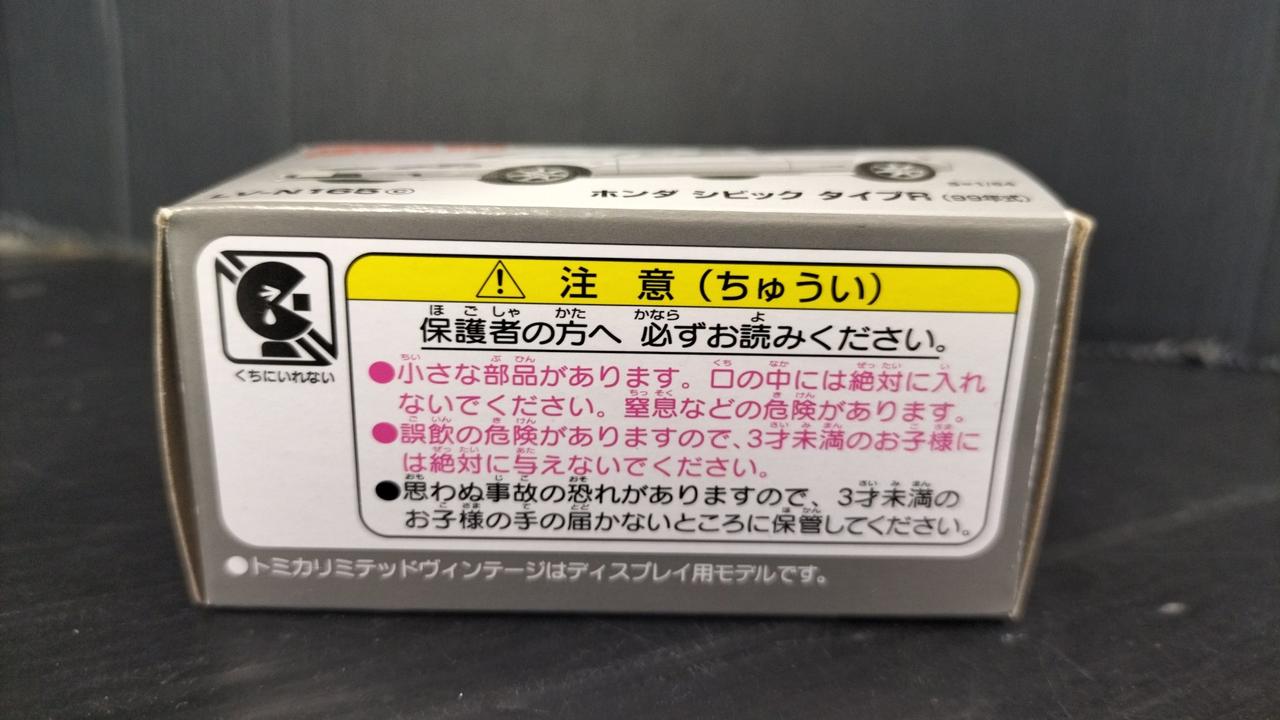 LV-N165ⓒ
ホンダ シビック タイプR (99年式)
S=1/64
注 意 (ちゅうい)
保護者の方へ 必ずお読みください。
くちにいれない
●小さな部品があります。口の中には絶対に入れ
ないでください。窒息などの危険があります。
●誤飲の危険がありますので、3才未満のお子様に
は絶対に与えないでください。
●思わぬ事故の恐れがありますので、3才未満の
お子様の手の届かないところに保管してください。
●トミカリミテッドヴィンテージはディスプレイ用モデルです。